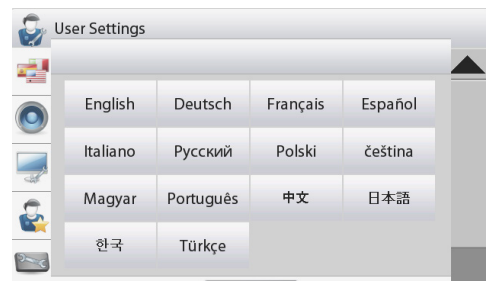 User Settings
English Deutsch Français Español
Italiano Русский Polski čeština
Magyar Português 中文 日本語
한국 Türkçe